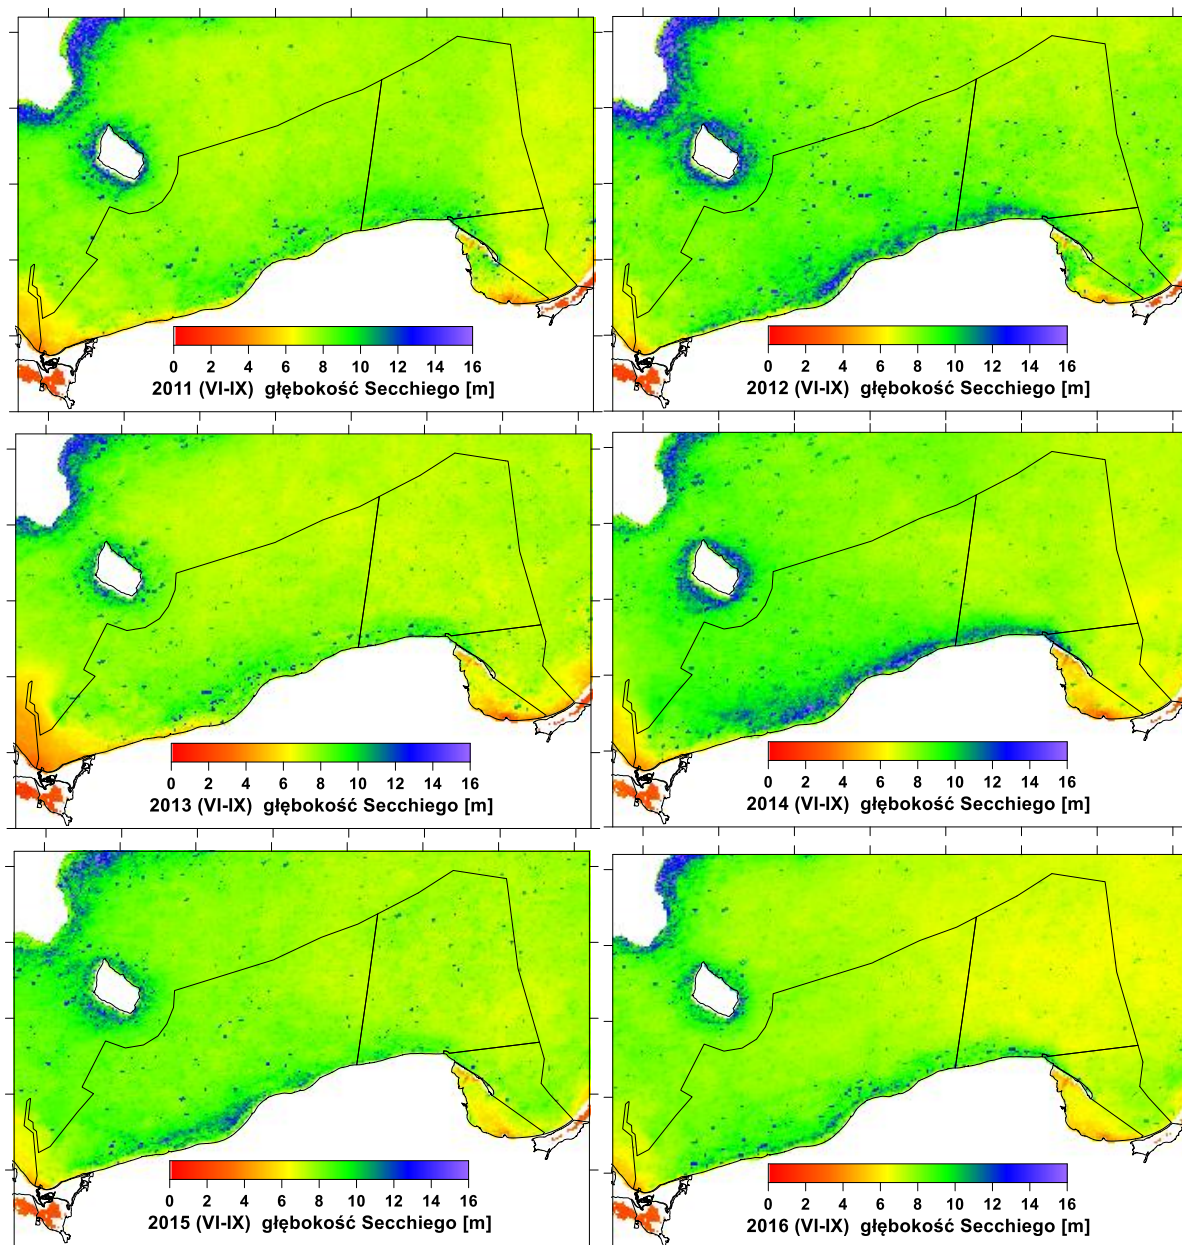 0 2 4 6 8 10 12 14 16
2011 (VI-IX) głębokość Secchiego [m]
0 2 4 6 8 10 12 14 16
2012 (VI-IX) głębokość Secchiego [m]
0 2 4 6 8 10 12 14 16
2013 (VI-IX) głębokość Secchiego [m]
0 2 4 6 8 10 12 14 16
2014 (VI-IX) głębokość Secchiego [m]
0 2 4 6 8 10 12 14 16
2015 (VI-IX) głębokość Secchiego [m]
0 2 4 6 8 10 12 14 16
2016 (VI-IX) głębokość Secchiego [m]